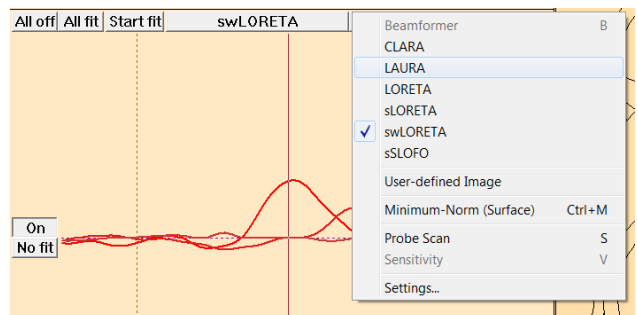 All off All fit Start fit swLORETA
Beamformer B
CLARA
LAURA
LORETA
sLORETA
swLORETA
sSLOFO
User-defined Image
Minimum-Norm (Surface) Ctrl+M
Probe Scan S
Sensitivity V
Settings...
On
No fit